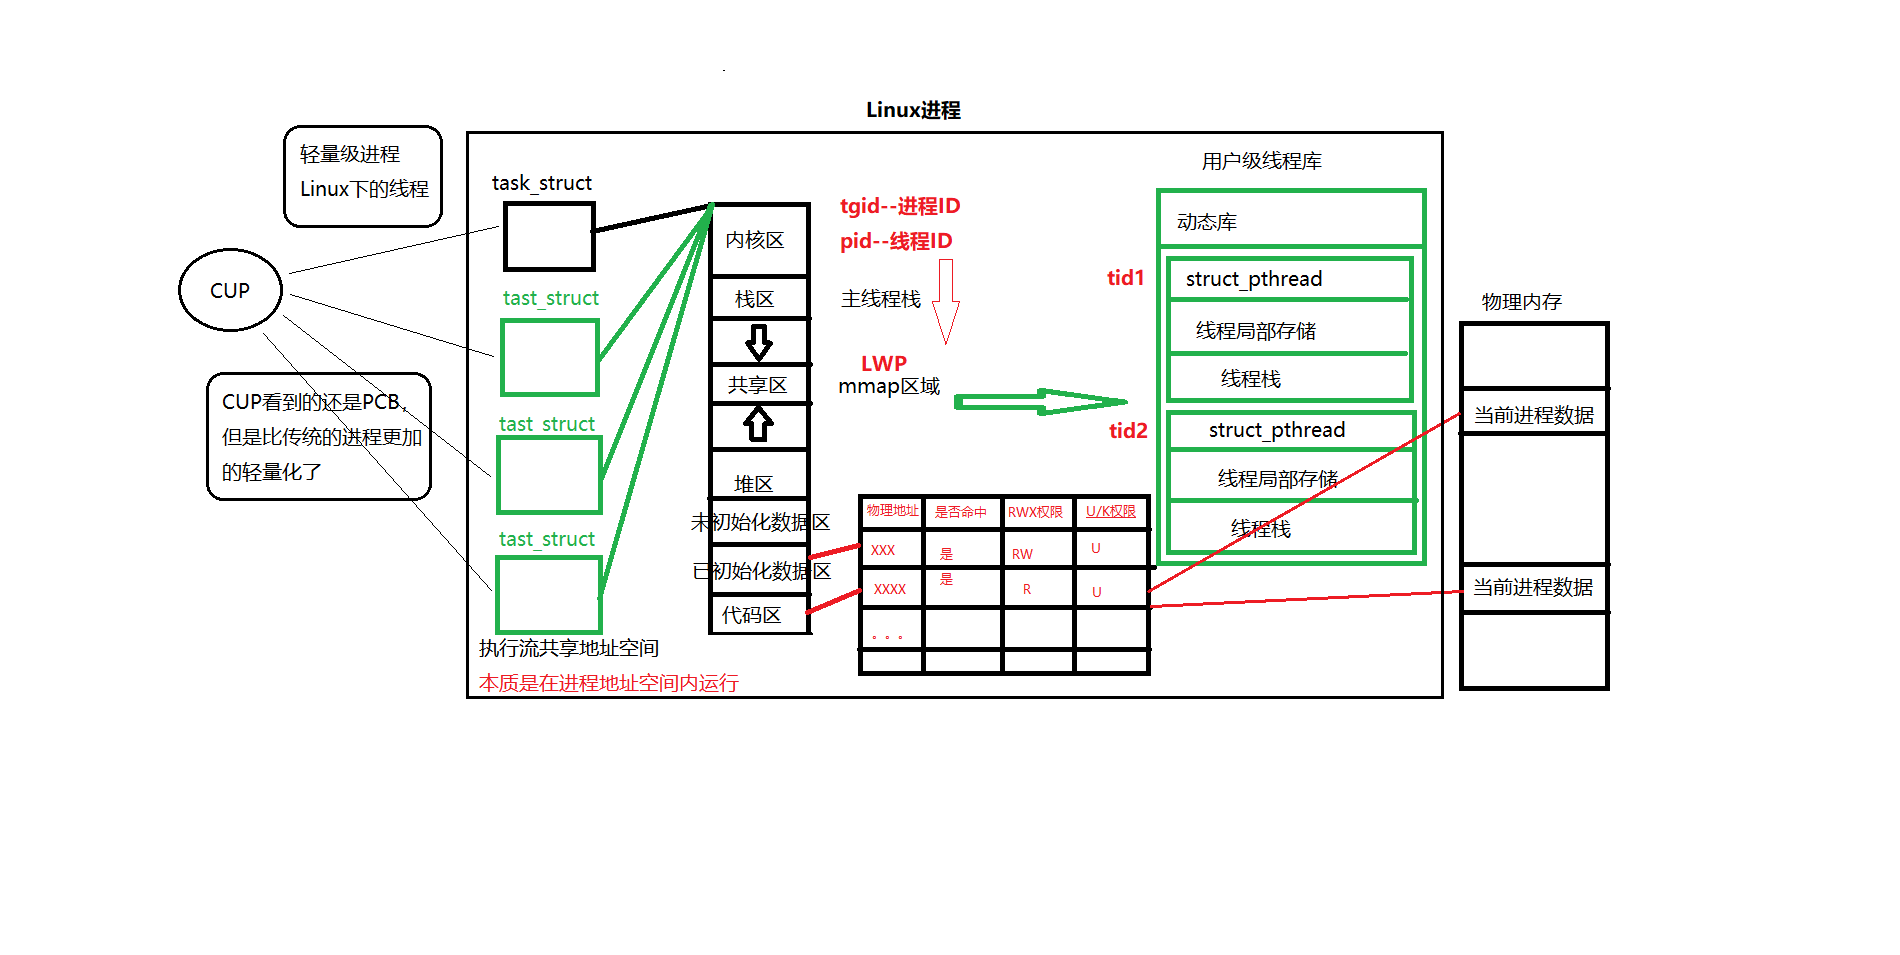 Linux进程
轻量级进程
Linux下的线程
CUP
CUP看到的还是PCB,
但是比传统的进程更加
的轻量化了
task_struct
tast_struct
tast_struct
tast_struct
执行流共享地址空间
本质是在进程地址空间内运行
内核区
栈区
共享区
堆区
未初始化数据区
已初始化数据区
代码区
tgid--进程ID
pid--线程ID
主线程栈
LWP
mmap区域
物理地址 是否命中 RWX权限 U/K权限
XXX 是 RW U
XXXX 是 R U
。。。
用户级线程库
动态库
tid1
struct_pthread
线程局部存储
线程栈
tid2
struct_pthread
线程局部存储
线程栈
物理内存
当前进程数据
当前进程数据